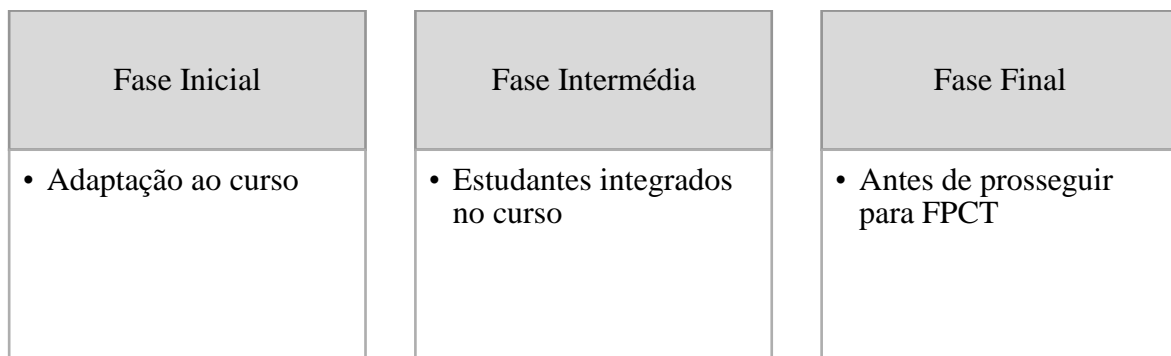 Fase Inicial
• Adaptação ao curso
Fase Intermédia
• Estudantes integrados
no curso
Fase Final
• Antes de prosseguir
para FPCT